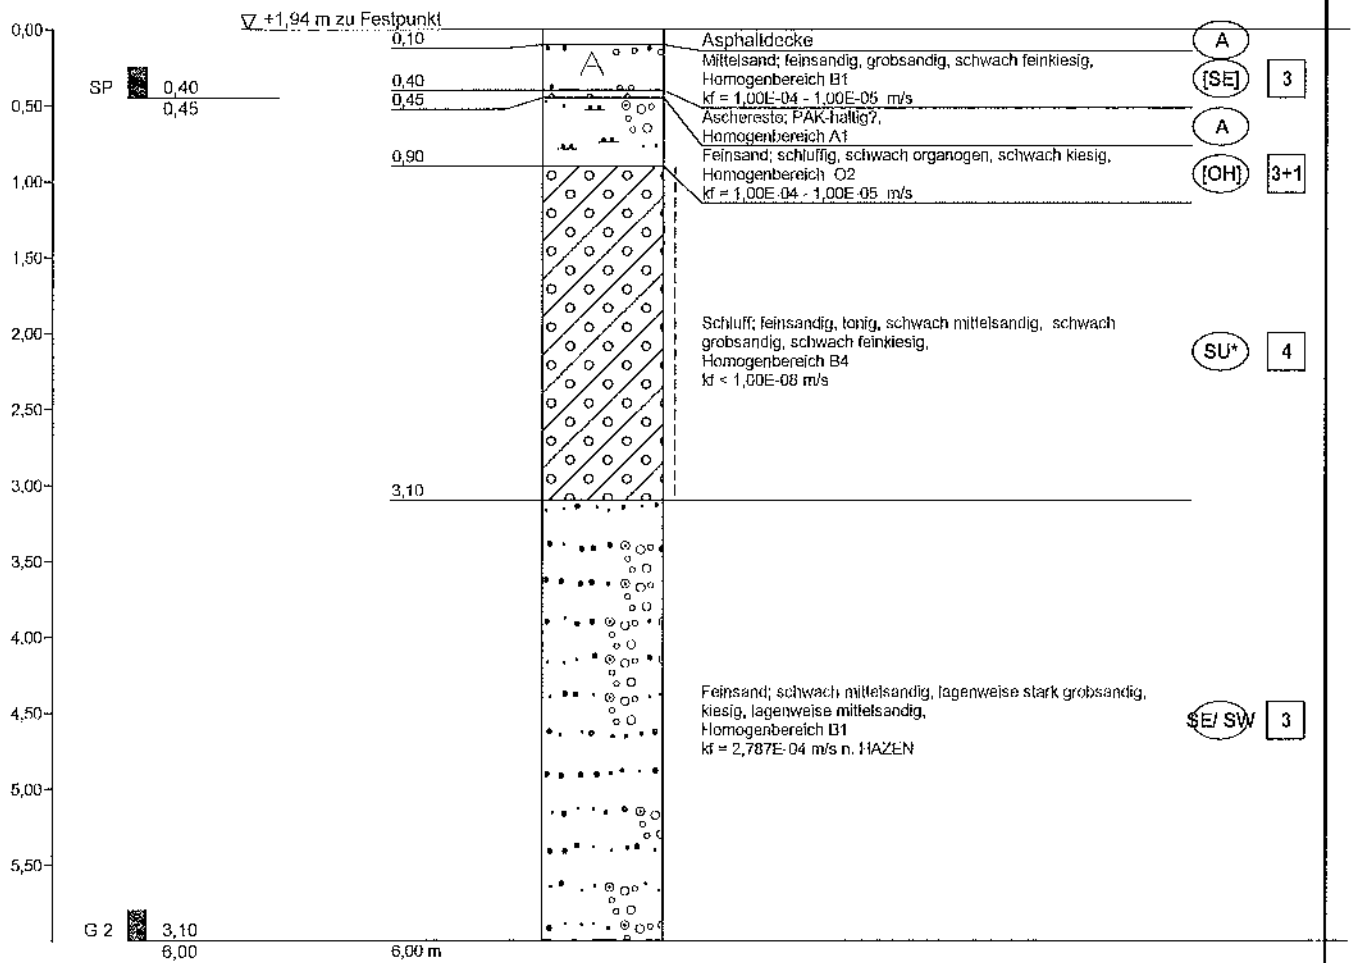 +1,94 m zu Festpunkt
0,00
0,10
Asphaltdecke
A
Mittelsand; feinsandig, grobsandig, schwach feinkiesig,
A
SP
0,40
0,40
Homogenbereich B1
[SE]
3
0,50
0,45
0,45
kf = 1,00E-04 - 1,00E-05 m/s
Aschereste; PAK-haltig?,
A
Homogenbereich A1
0,90
Feinsand; schluffig, schwach organogen, schwach kiesig,
1,00
Homogenbereich O2
[OH]
3+1
kf = 1,00E-04 - 1,00E-05 m/s
1,50
2,00
Schluff; feinsandig, tonig, schwach mittelsandig, schwach
grobsandig, schwach feinkiesig,
SU*
4
Homogenbereich B4
kf < 1,00E-08 m/s
2,50
3,00
3,10
3,50
4,00
Feinsand; schwach mittelsandig, lagenweise stark grobsandig,
4,50
kiesig, lagenweise mittelsandig,
SE/ SW
3
Homogenbereich B1
kf = 2,787E-04 m/s n. HAZEN
5,00
5,50
G 2
3,10
6,00
6,00 m